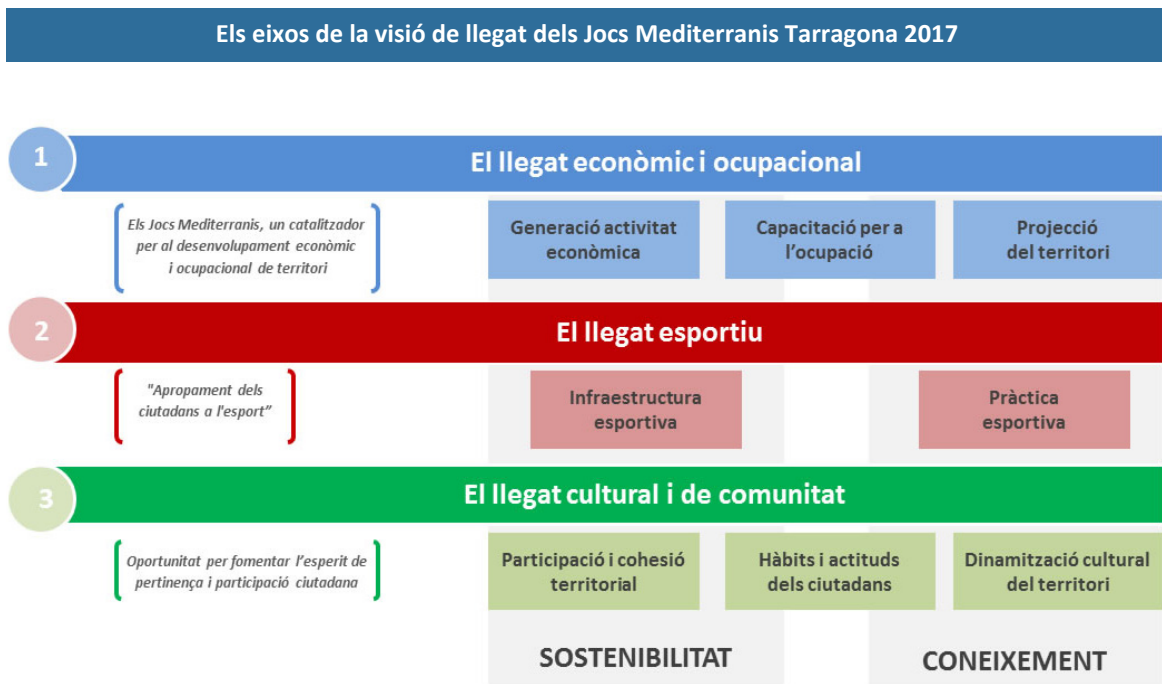 Els eixos de la visió de llegat dels Jocs Mediterranis Tarragona 2017
1
El llegat econòmic i ocupacional
Els Jocs Mediterranis, un catalitzador
per al desenvolupament econòmic
i ocupacional de territori
Generació activitat
econòmica
Capacitació per a
l’ocupació
Projecció
del territori
2
El llegat esportiu
"Apropament dels
ciutadans a l'esport”
Infraestructura
esportiva
Pràctica
esportiva
3
El llegat cultural i de comunitat
Oportunitat per fomentar l’esperit de
pertinença i participació ciutadana
Participació i cohesió
territorial
Hàbits i actituds
dels ciutadans
Dinamització cultural
del territori
SOSTENIBILITAT
CONEIXEMENT